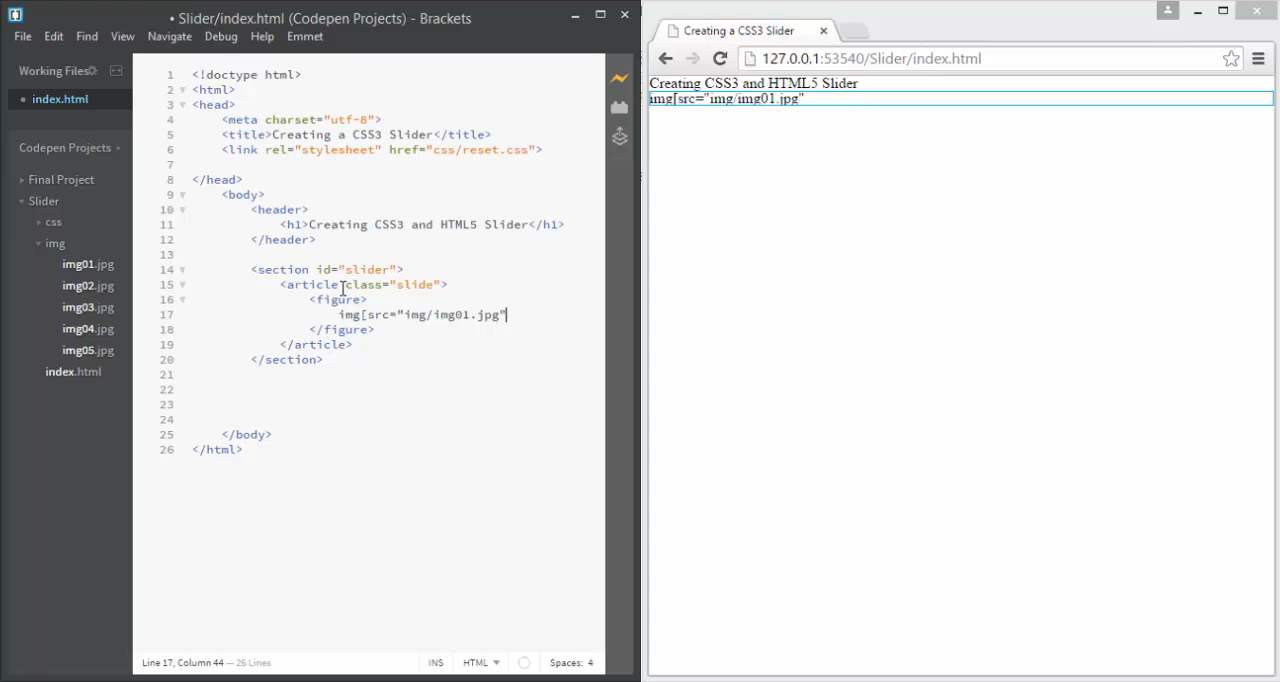 • Slider/index.html (Codepen Projects) - Brackets
File Edit Find View Navigate Debug Help Emmet
Working Files
index.html
Codepen Projects
Final Project
Slider
css
img
img01.jpg
img02.jpg
img03.jpg
img04.jpg
img05.jpg
index.html
1 <!doctype html>
2 <html>
3 <head>
4 <meta charset="utf-8">
5 <title>Creating a CSS3 Slider</title>
6 <link rel="stylesheet" href="css/reset.css">
7
8 </head>
9 <body>
10 <header>
11 <h1>Creating CSS3 and HTML5 Slider</h1>
12 </header>
13
14 <section id="slider">
15 <article class="slide">
16 <figure>
17 img[src="img/img01.jpg"
18 </figure>
19 </article>
20 </section>
21
22
23
24
25 </body>
26 </html>
Line 17, Column 44 — 26 Lines INS HTML Spaces: 4
Creating a CSS3 Slider
127.0.0.1:53540/Slider/index.html
Creating CSS3 and HTML5 Slider
img[src="img/img01.jpg"